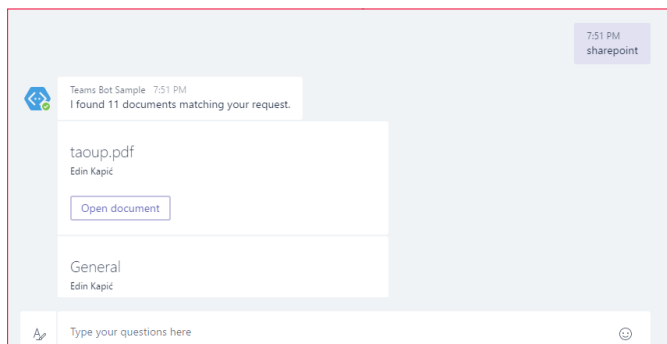 7:51 PM
sharepoint
Teams Bot Sample 7:51 PM
I found 11 documents matching your request.
taoup.pdf
Edin Kapić
Open document
General
Edin Kapić
Type your questions here